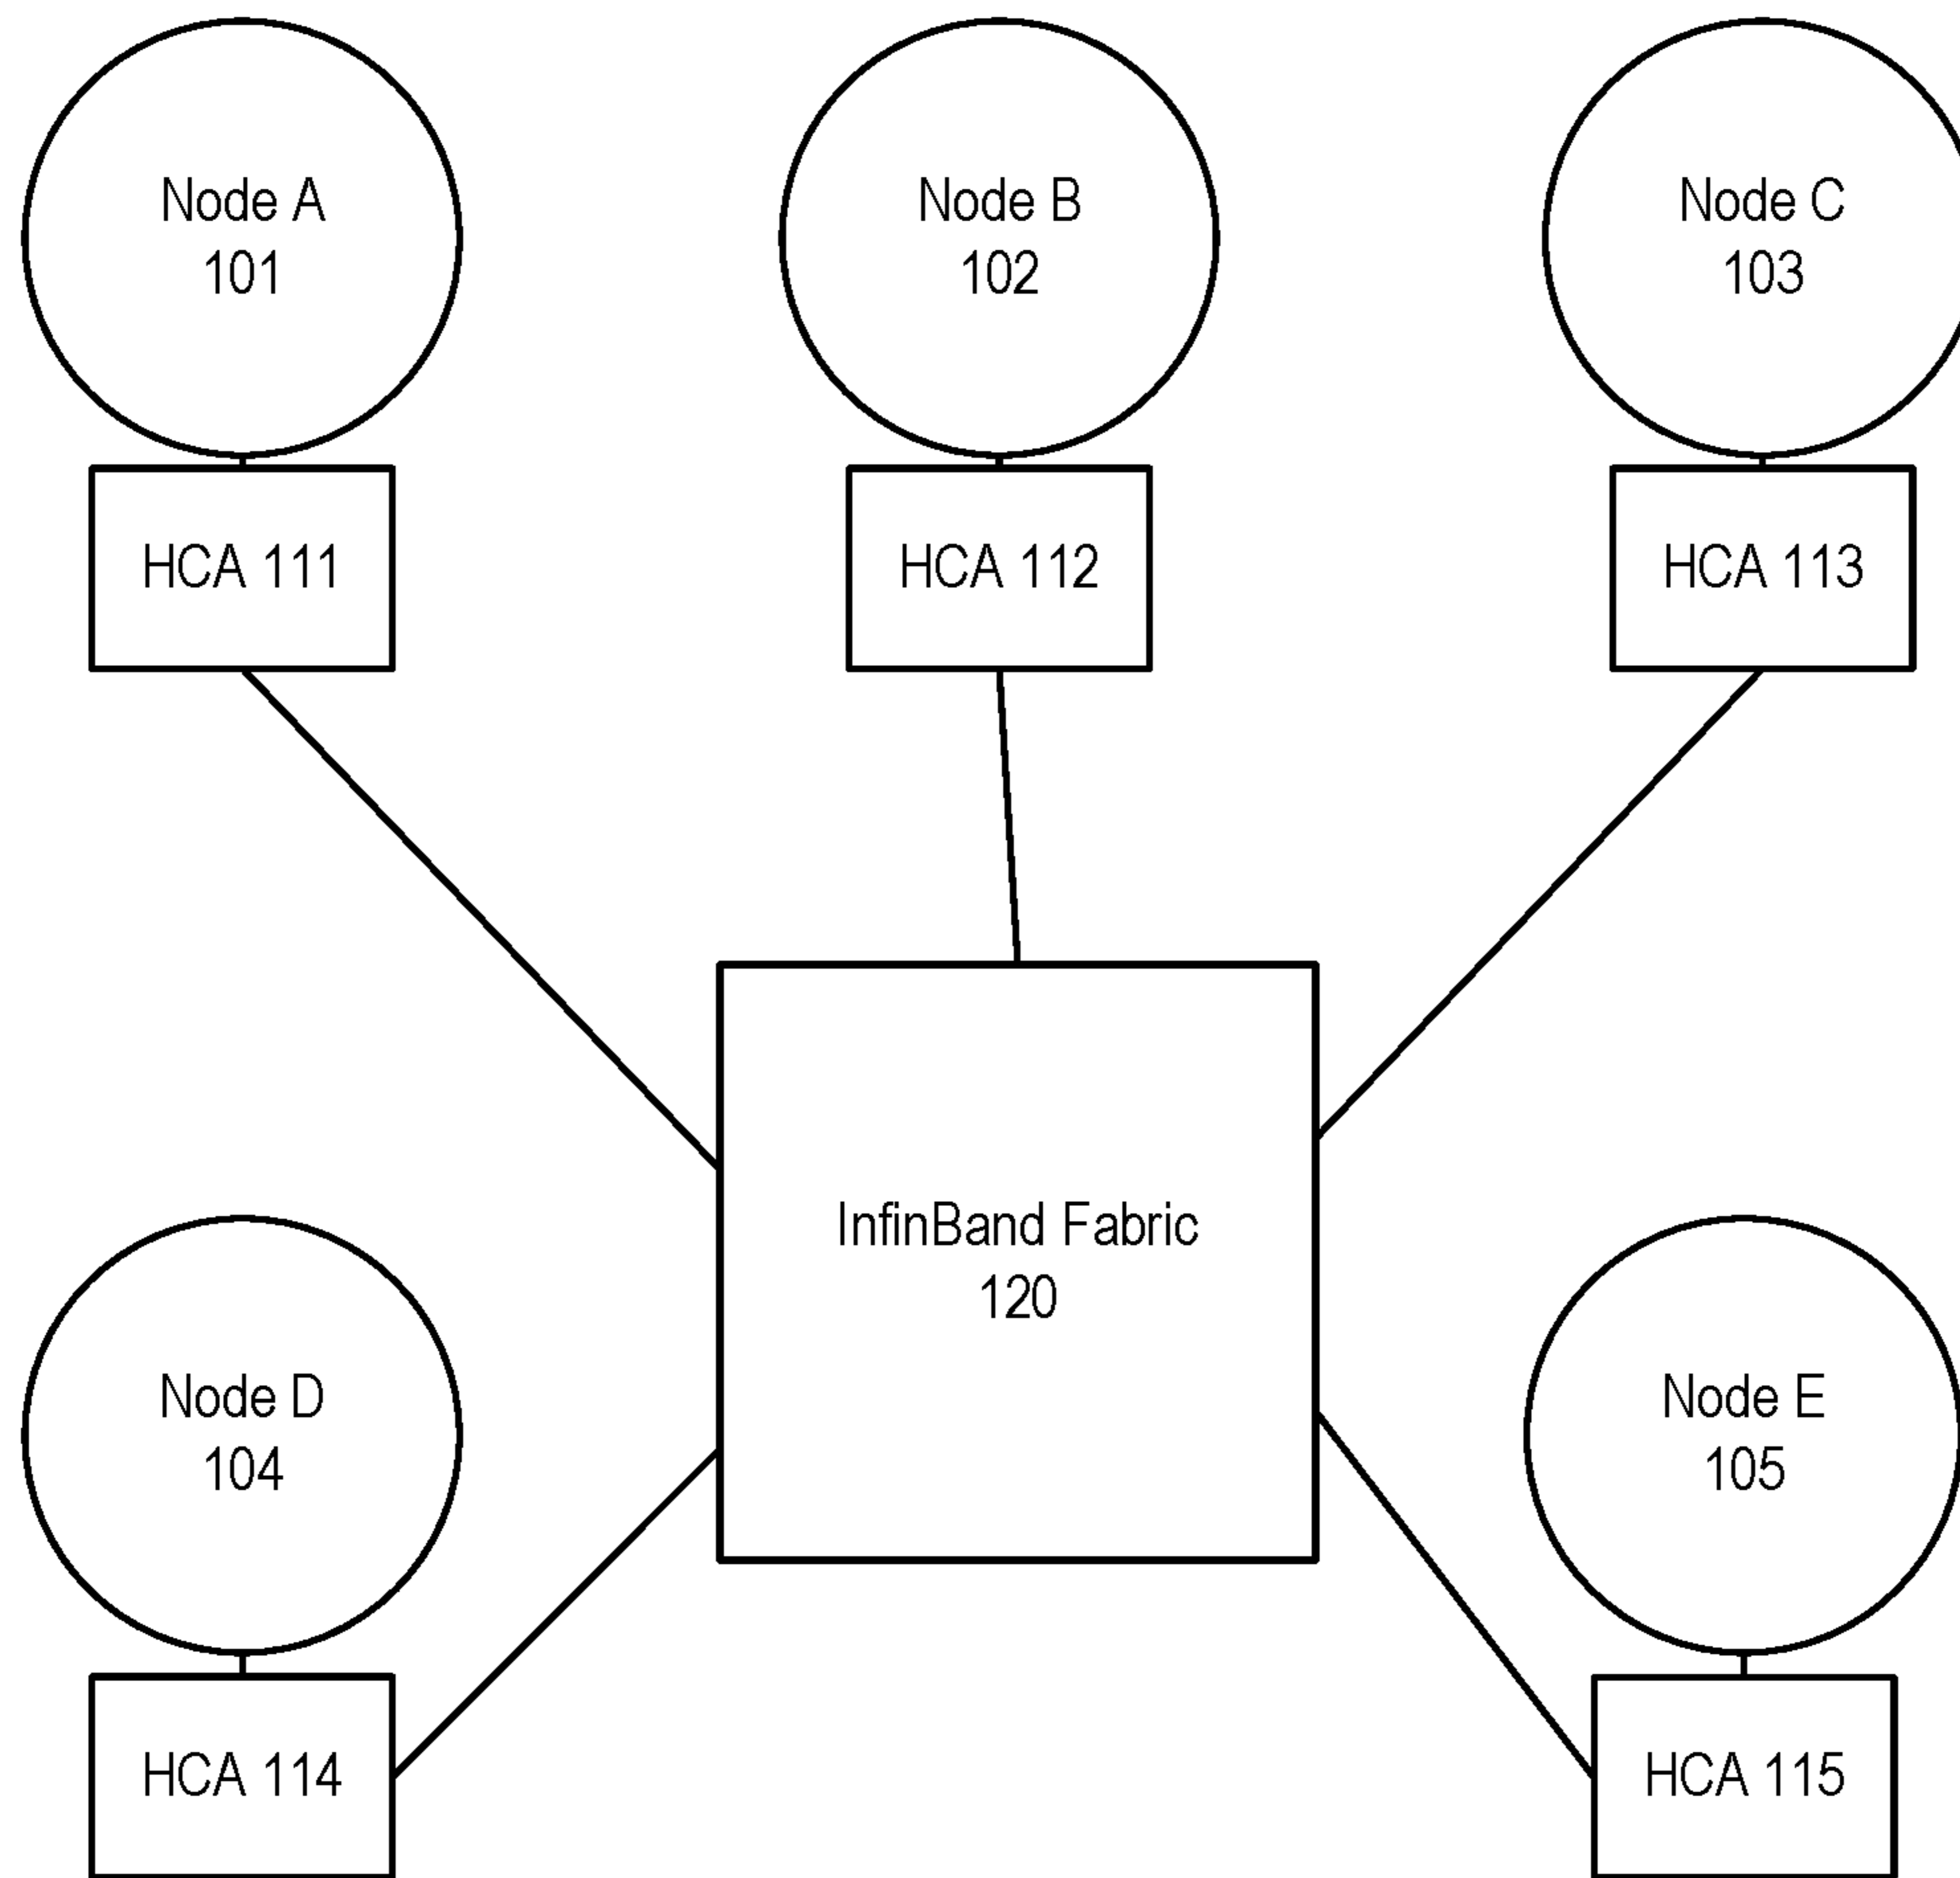 Node A
101
Node B
102
Node C
103
HCA 111
HCA 112
HCA 113
InfinBand Fabric
120
Node D
104
Node E
105
HCA 114
HCA 115